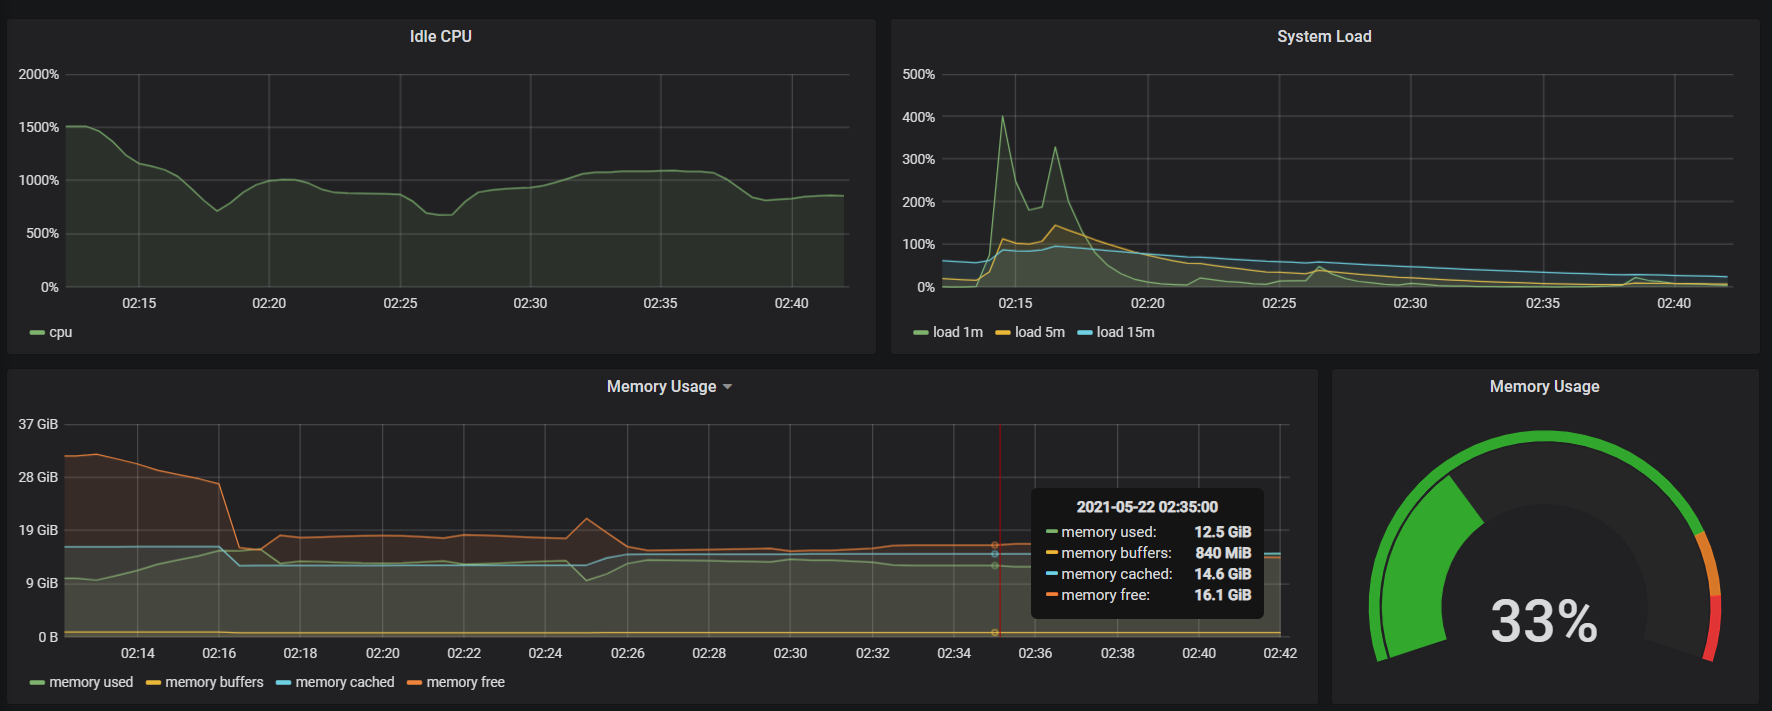 Idle CPU
2000%
1500%
1000%
500%
0%
02:15 02:20 02:25 02:30 02:35 02:40
cpu
System Load
500%
400%
300%
200%
100%
0%
02:15 02:20 02:25 02:30 02:35 02:40
load 1m load 5m load 15m
Memory Usage
37 GiB
28 GiB
19 GiB
9 GiB
0 B
02:14 02:16 02:18 02:20 02:22 02:24 02:26 02:28 02:30 02:32 02:34 02:36 02:38 02:40 02:42
2021-05-22 02:35:00
memory used: 12.5 GiB
memory buffers: 840 MiB
memory cached: 14.6 GiB
memory free: 16.1 GiB
memory used memory buffers memory cached memory free
Memory Usage
33%